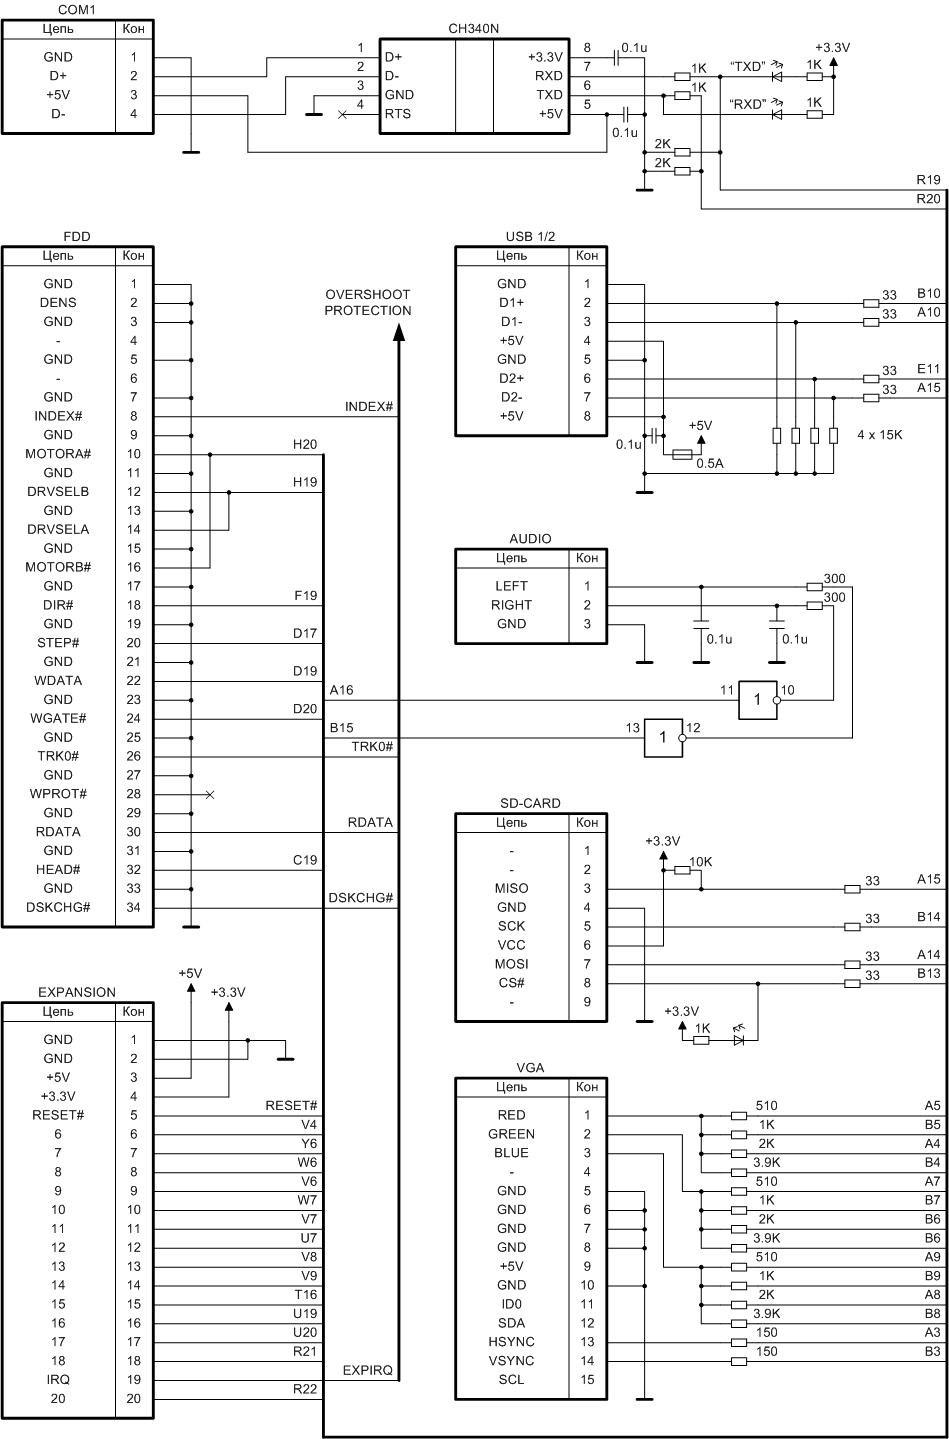 COM1
Цепь Кон
GND 1
D+ 2
+5V 3
D- 4
CH340N
1 D+
2 D-
3 GND
4 RTS
+3.3V 8
RXD 7
TXD 6
+5V 5
0.1u
0.1u
1K
1K
"TXD"
"RXD"
1K
1K
+3.3V
2K
2K
R19
R20
FDD
Цепь Кон
GND 1
DENS 2
GND 3
- 4
GND 5
- 6
GND 7
INDEX# 8
GND 9
MOTORA# 10
GND 11
DRVSELB 12
GND 13
DRVSELA 14
GND 15
MOTORB# 16
GND 17
DIR# 18
GND 19
STEP# 20
GND 21
WDATA 22
GND 23
WGATE# 24
GND 25
TRK0# 26
GND 27
WPROT# 28
GND 29
RDATA 30
GND 31
HEAD# 32
GND 33
DSKCHG# 34
OVERSHOOT
PROTECTION
INDEX#
H20
H19
F19
D17
D19
A16
D20
B15
TRK0#
RDATA
C19
DSKCHG#
USB 1/2
Цепь Кон
GND 1
D1+ 2
D1- 3
+5V 4
GND 5
D2+ 6
D2- 7
+5V 8
33 B10
33 A10
33 E11
33 A15
0.1u
+5V
0.5A
4 x 15K
AUDIO
Цепь Кон
LEFT 1
RIGHT 2
GND 3
300
300
0.1u
0.1u
11 1 10
13 1 12
SD-CARD
Цепь Кон
- 1
- 2
MISO 3
GND 4
SCK 5
VCC 6
MOSI 7
CS# 8
- 9
+3.3V
10K
33 A15
33 B14
33 A14
33 B13
+3.3V
1K
EXPANSION
Цепь Кон
GND 1
GND 2
+5V 3
+3.3V 4
RESET# 5
6 6
7 7
8 8
9 9
10 10
11 11
12 12
13 13
14 14
15 15
16 16
17 17
18 18
IRQ 19
20 20
+5V
+3.3V
RESET#
V4
Y6
W6
V6
W7
V7
U7
V8
V9
T16
U19
U20
R21
EXPIRQ
R22
VGA
Цепь Кон
RED 1
GREEN 2
BLUE 3
- 4
GND 5
GND 6
GND 7
GND 8
+5V 9
GND 10
ID0 11
SDA 12
HSYNC 13
VSYNC 14
SCL 15
510 A5
1K B5
2K A4
3.9K B4
510 A7
1K B7
2K B6
3.9K B6
510 A9
1K B9
2K A8
3.9K B8
150 A3
150 B3